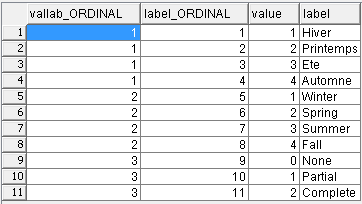 vallab_ORDINAL label_ORDINAL value label
1 1 1 1 Hiver
2 1 2 2 Printemps
3 1 3 3 Ete
4 1 4 4 Automne
5 2 5 1 Winter
6 2 6 2 Spring
7 2 7 3 Summer
8 2 8 4 Fall
9 3 9 0 None
10 3 10 1 Partial
11 3 11 2 Complete